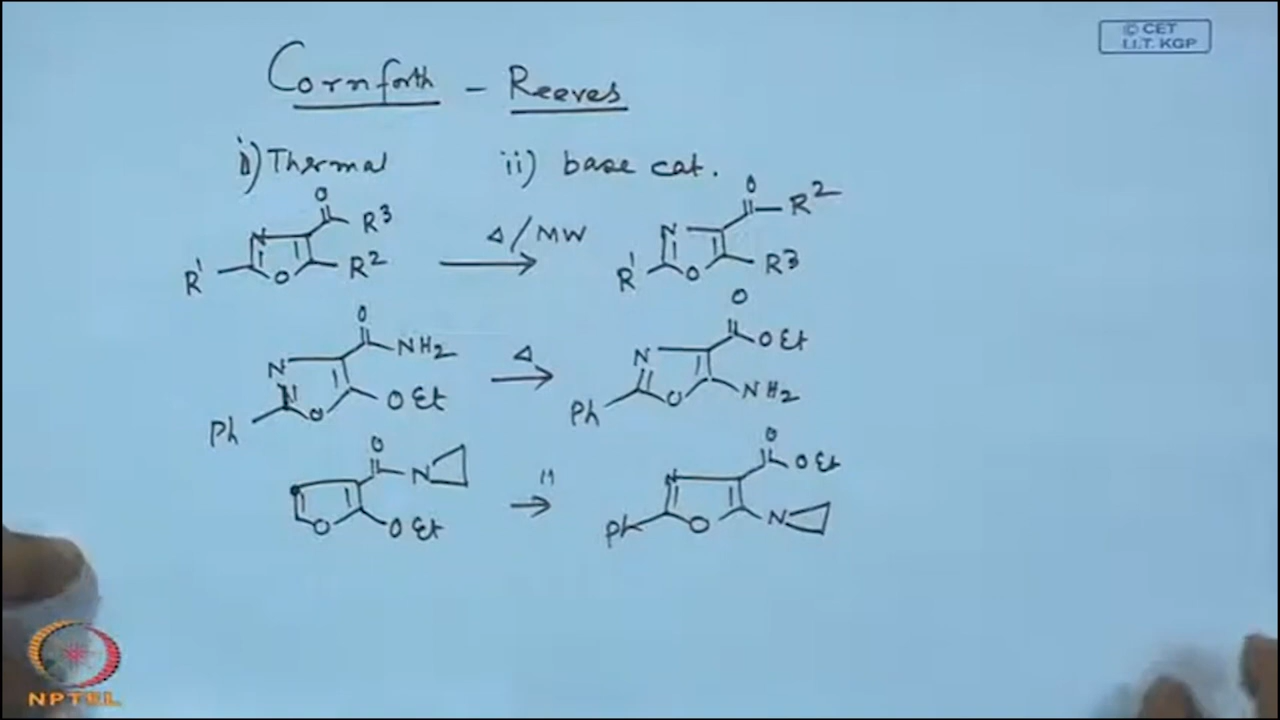 © CET
I.I.T. KGP
Cornforth - Reeves
i) Thermal ii) base cat.
O O
R³ R²
N Δ/MW N
R¹ O R² R¹ O R³
O O
NH2 OEt
N Δ N
Ph O OEt Ph O NH2
O O
N OEt
N
O OEt Ph O N
NPTEL